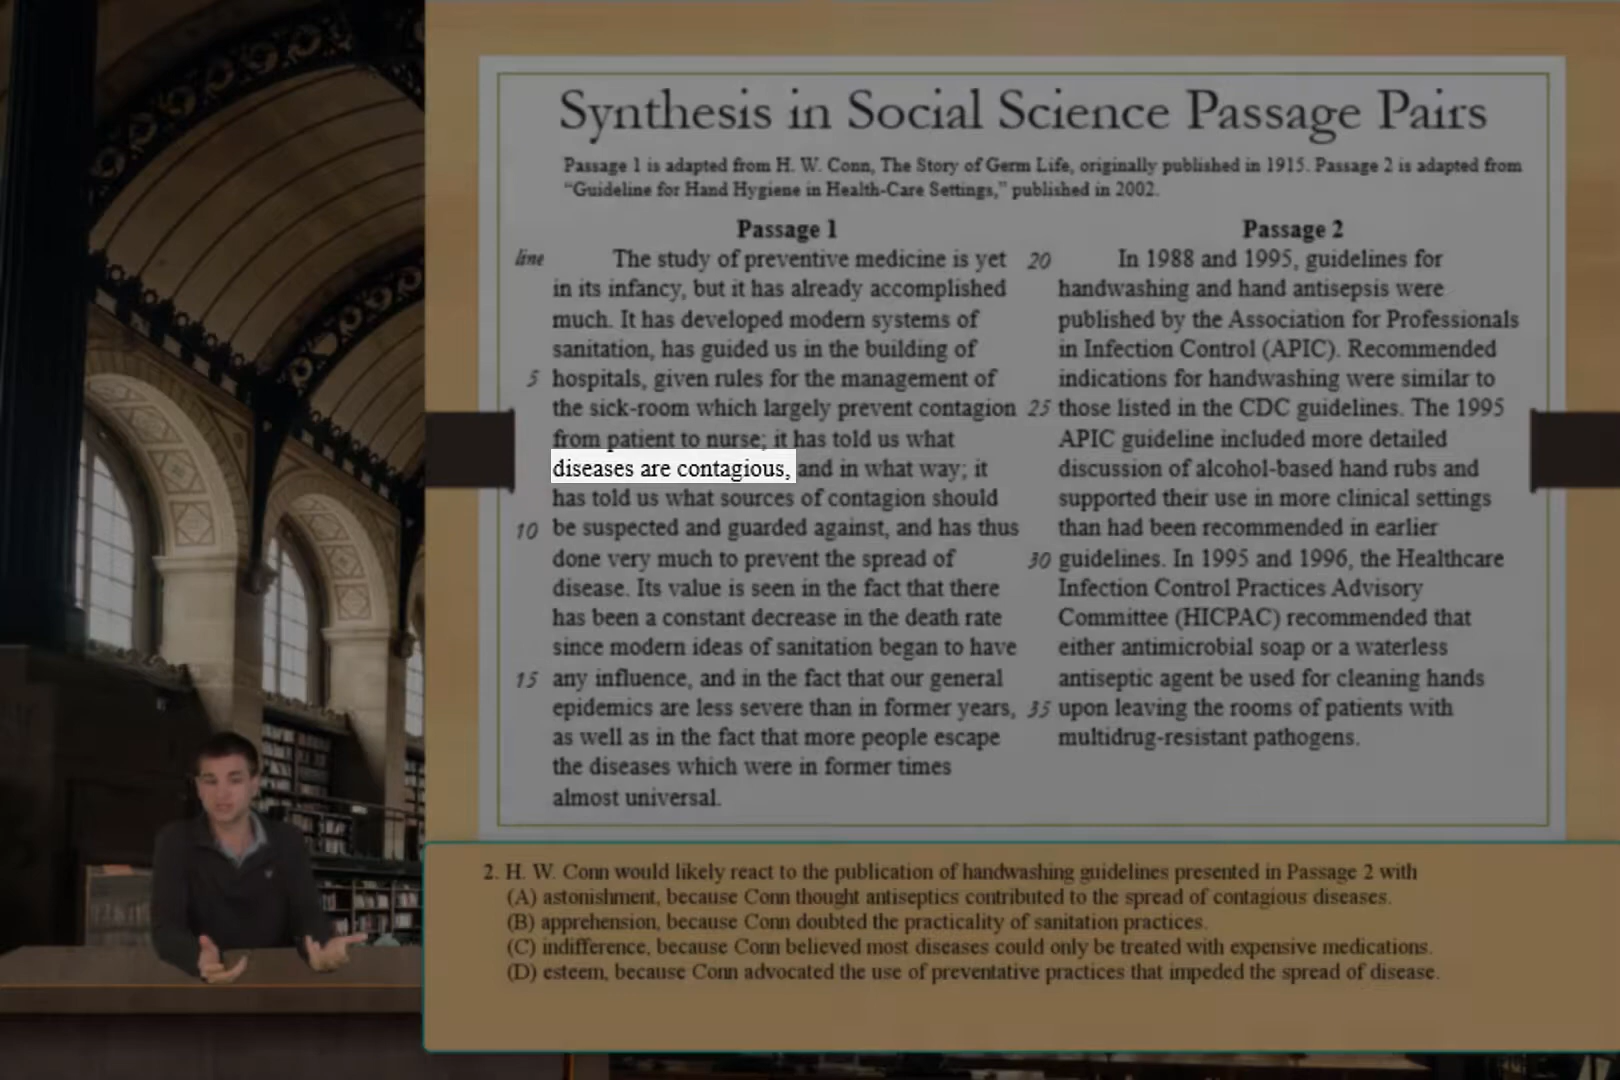 Synthesis in Social Science Passage Pairs
Passage 1 is adapted from H. W. Conn, The Story of Germ Life, originally published in 1915. Passage 2 is adapted from
“Guideline for Hand Hygiene in Health-Care Settings,” published in 2002.
Passage 1
line The study of preventive medicine is yet
in its infancy, but it has already accomplished
much. It has developed modern systems of
sanitation, has guided us in the building of
5 hospitals, given rules for the management of
the sick-room which largely prevent contagion
from patient to nurse; it has told us what
diseases are contagious, and in what way; it
has told us what sources of contagion should
10 be suspected and guarded against, and has thus
done very much to prevent the spread of
disease. Its value is seen in the fact that there
has been a constant decrease in the death rate
since modern ideas of sanitation began to have
15 any influence, and in the fact that our general
epidemics are less severe than in former years,
as well as in the fact that more people escape
the diseases which were in former times
almost universal.
Passage 2
20 In 1988 and 1995, guidelines for
handwashing and hand antisepsis were
published by the Association for Professionals
in Infection Control (APIC). Recommended
indications for handwashing were similar to
25 those listed in the CDC guidelines. The 1995
APIC guideline included more detailed
discussion of alcohol-based hand rubs and
supported their use in more clinical settings
than had been recommended in earlier
30 guidelines. In 1995 and 1996, the Healthcare
Infection Control Practices Advisory
Committee (HICPAC) recommended that
either antimicrobial soap or a waterless
antiseptic agent be used for cleaning hands
35 upon leaving the rooms of patients with
multidrug-resistant pathogens.
2. H. W. Conn would likely react to the publication of handwashing guidelines presented in Passage 2 with
(A) astonishment, because Conn thought antiseptics contributed to the spread of contagious diseases.
(B) apprehension, because Conn doubted the practicality of sanitation practices.
(C) indifference, because Conn believed most diseases could only be treated with expensive medications.
(D) esteem, because Conn advocated the use of preventative practices that impeded the spread of disease.